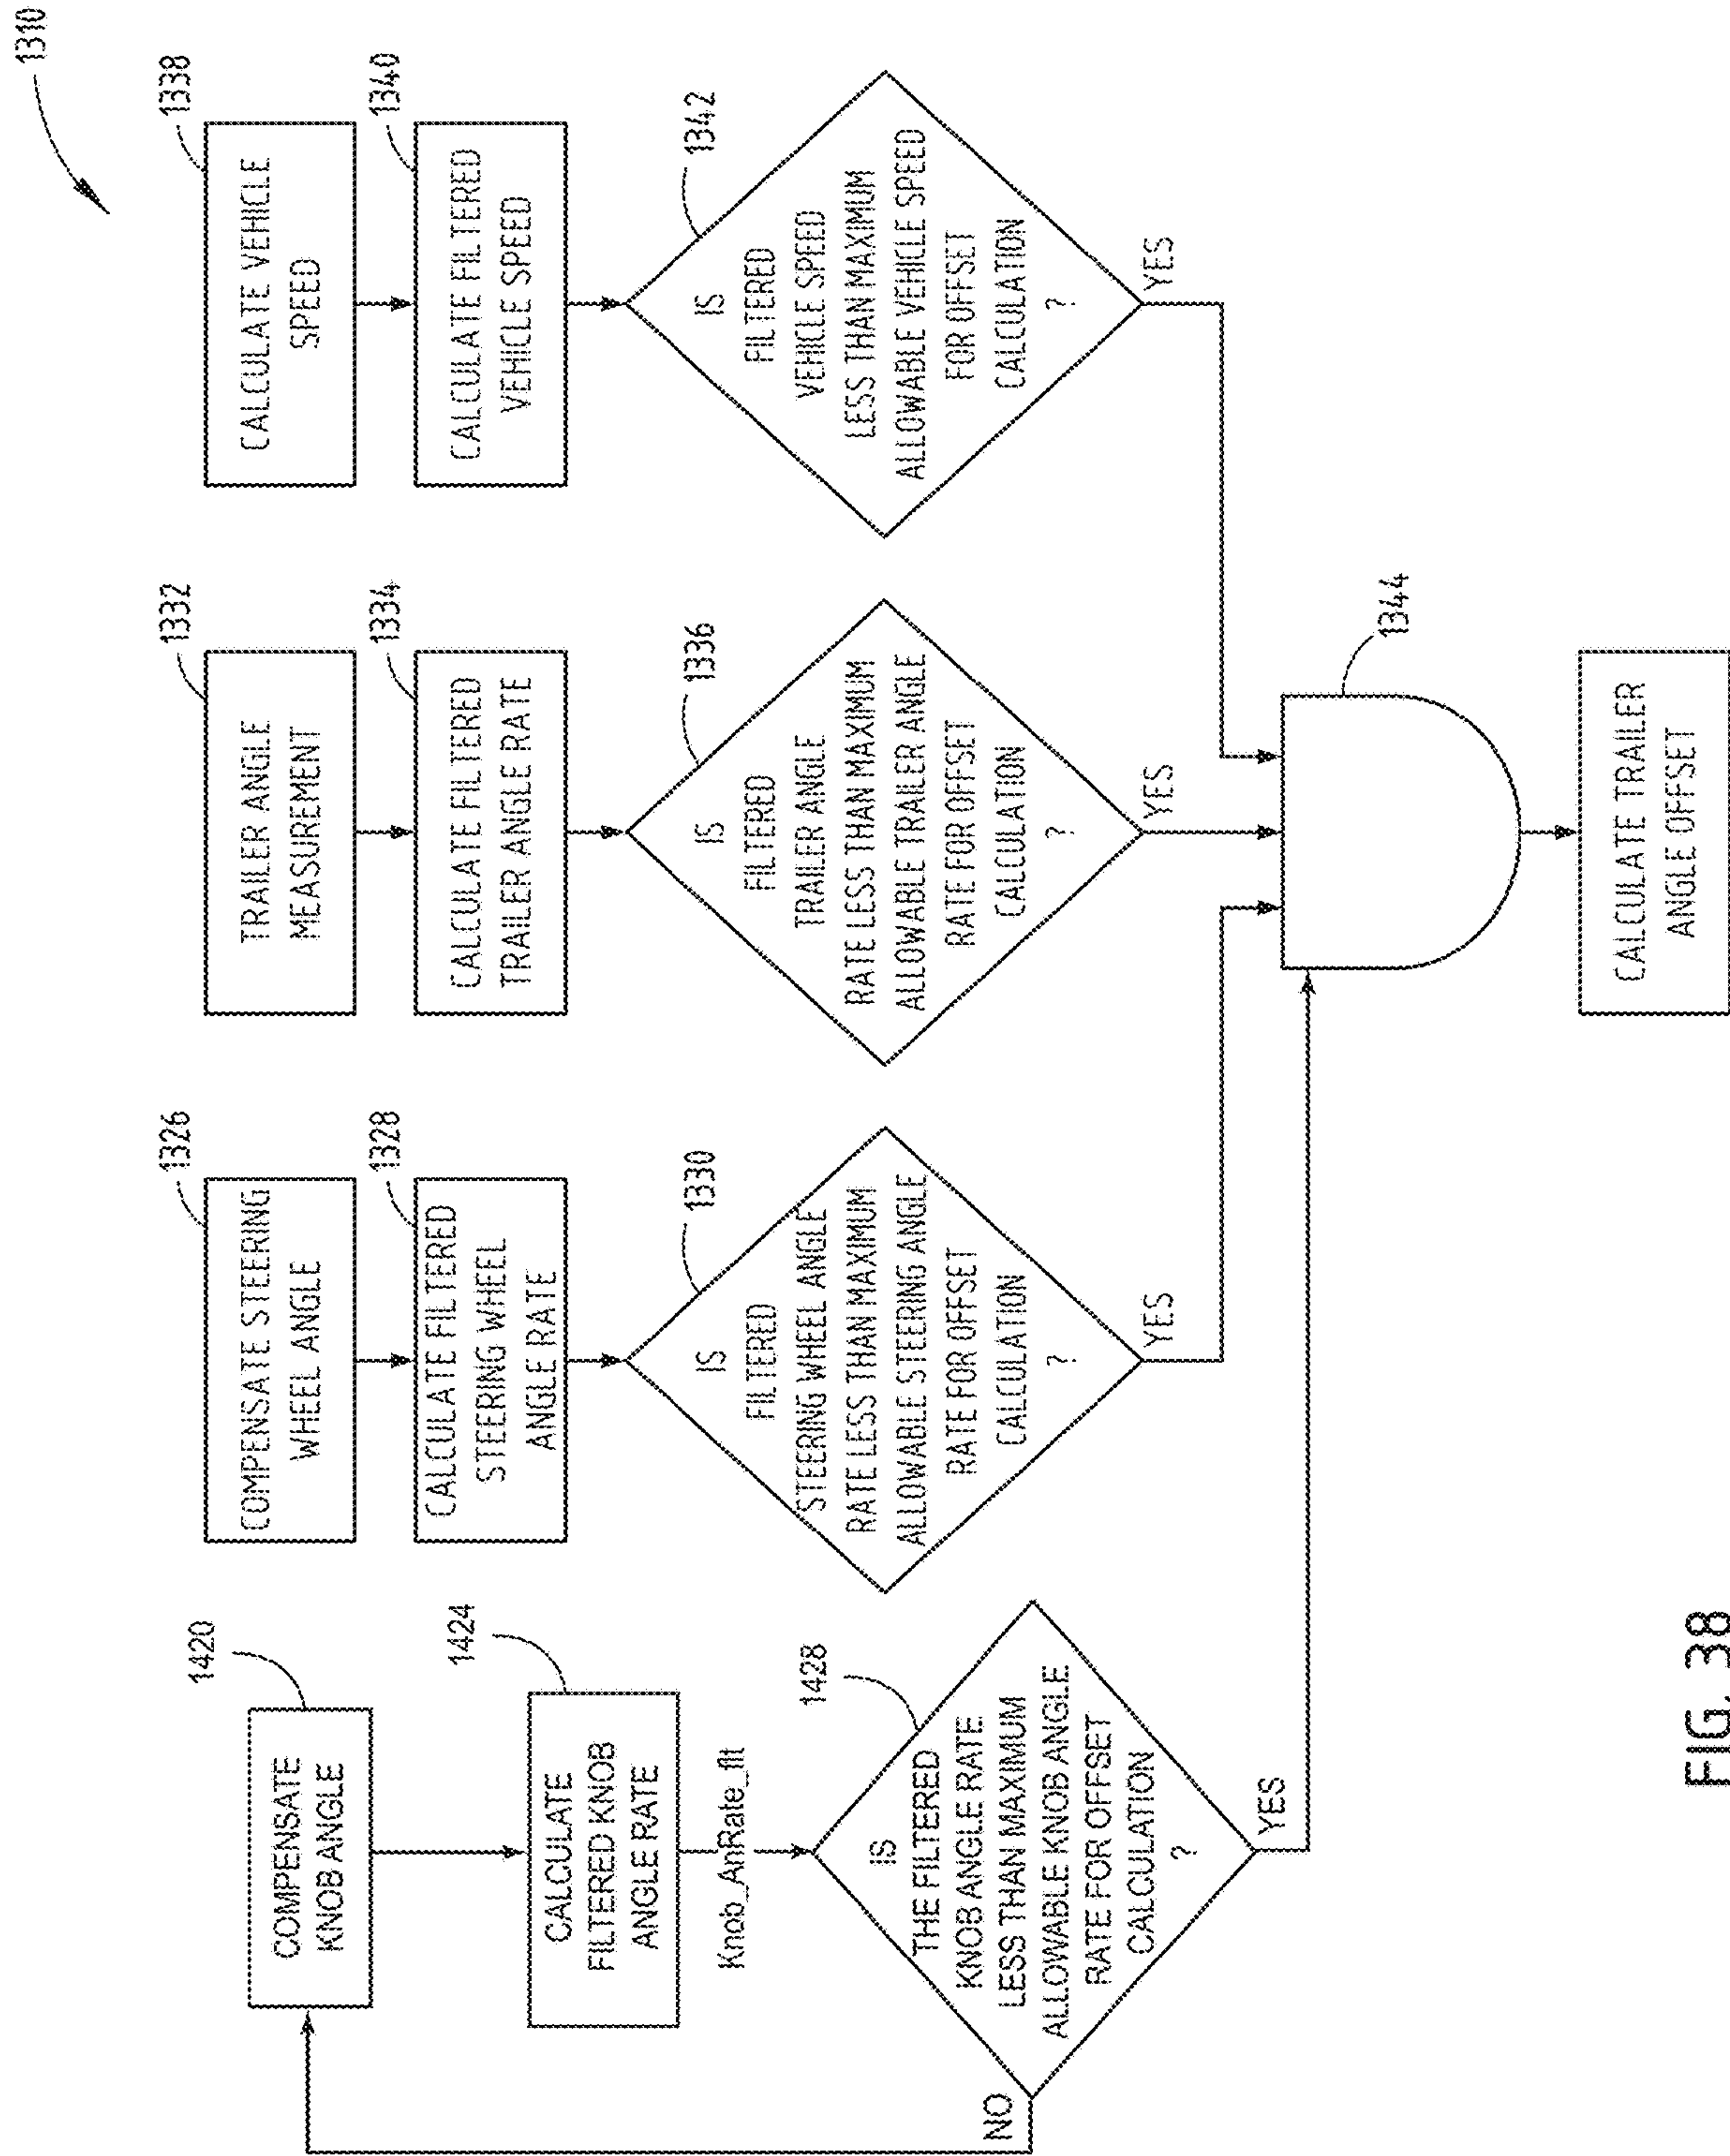 1310
1420
COMPENSATE
KNOB ANGLE
1424
CALCULATE
FILTERED KNOB
ANGLE RATE
Knob_AnRate_flt
1428
IS
THE FILTERED
KNOB ANGLE RATE
LESS THAN MAXIMUM
ALLOWABLE KNOB ANGLE
RATE FOR OFFSET
CALCULATION
?
NO
YES
1326
COMPENSATE STEERING
WHEEL ANGLE
1328
CALCULATE FILTERED
STEERING WHEEL
ANGLE RATE
1330
IS
FILTERED
STEERING WHEEL ANGLE
RATE LESS THAN MAXIMUM
ALLOWABLE STEERING ANGLE
RATE FOR OFFSET
CALCULATION
?
YES
1332
TRAILER ANGLE
MEASUREMENT
1334
CALCULATE FILTERED
TRAILER ANGLE RATE
1336
IS
FILTERED
TRAILER ANGLE
RATE LESS THAN MAXIMUM
ALLOWABLE TRAILER ANGLE
RATE FOR OFFSET
CALCULATION
?
YES
1338
CALCULATE VEHICLE
SPEED
1340
CALCULATE FILTERED
VEHICLE SPEED
1342
IS
FILTERED
VEHICLE SPEED
LESS THAN MAXIMUM
ALLOWABLE VEHICLE SPEED
FOR OFFSET
CALCULATION
?
YES
1344
CALCULATE TRAILER
ANGLE OFFSET
FIG. 38